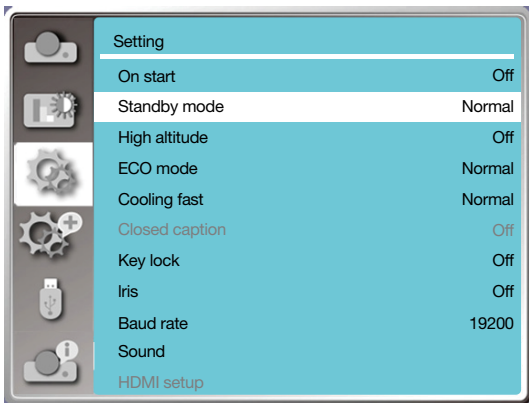 Setting
On start Off
Standby mode Normal
High altitude Off
ECO mode Normal
Cooling fast Normal
Closed caption Off
Key lock Off
Iris Off
Baud rate 19200
Sound
HDMI setup